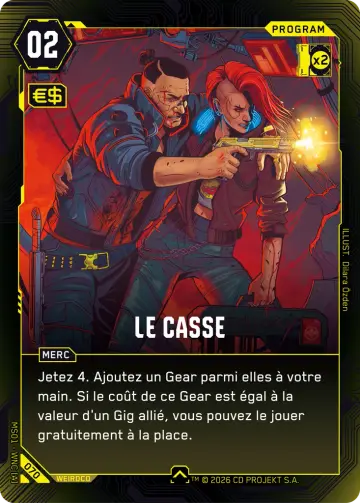 PROGRAM
02
x2
€$
ILLUST. Dilara Özden
LE CASSE
MERC
Jetez 4. Ajoutez un Gear parmi elles à votre
main. Si le coût de ce Gear est égal à la
valeur d'un Gig allié, vous pouvez le jouer
gratuitement à la place.
070
WEIRDCO
™ © 2026 CD PROJEKT S.A.